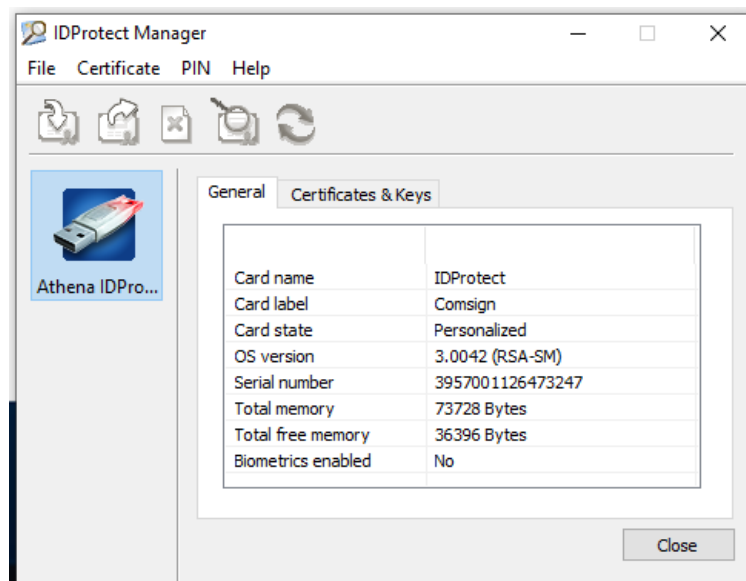 IDProtect Manager
File Certificate PIN Help
General Certificates & Keys
Athena IDPro...
Card name IDProtect
Card label Comsign
Card state Personalized
OS version 3.0042 (RSA-SM)
Serial number 3957001126473247
Total memory 73728 Bytes
Total free memory 36396 Bytes
Biometrics enabled No
Close